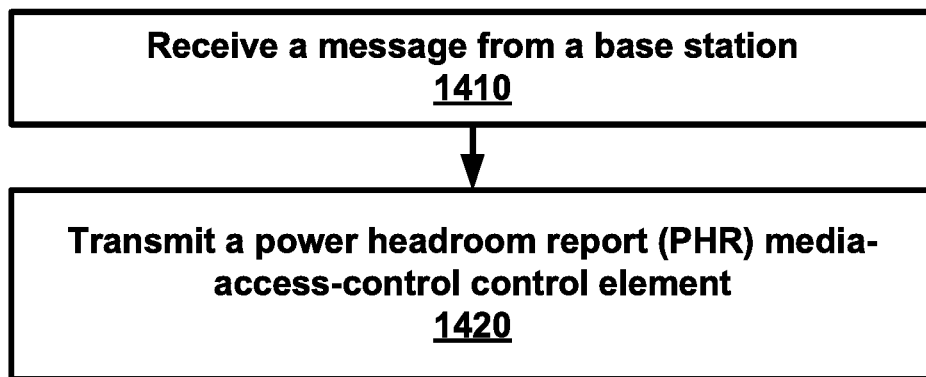 Receive a message from a base station
1410
Transmit a power headroom report (PHR) media-
access-control control element
1420